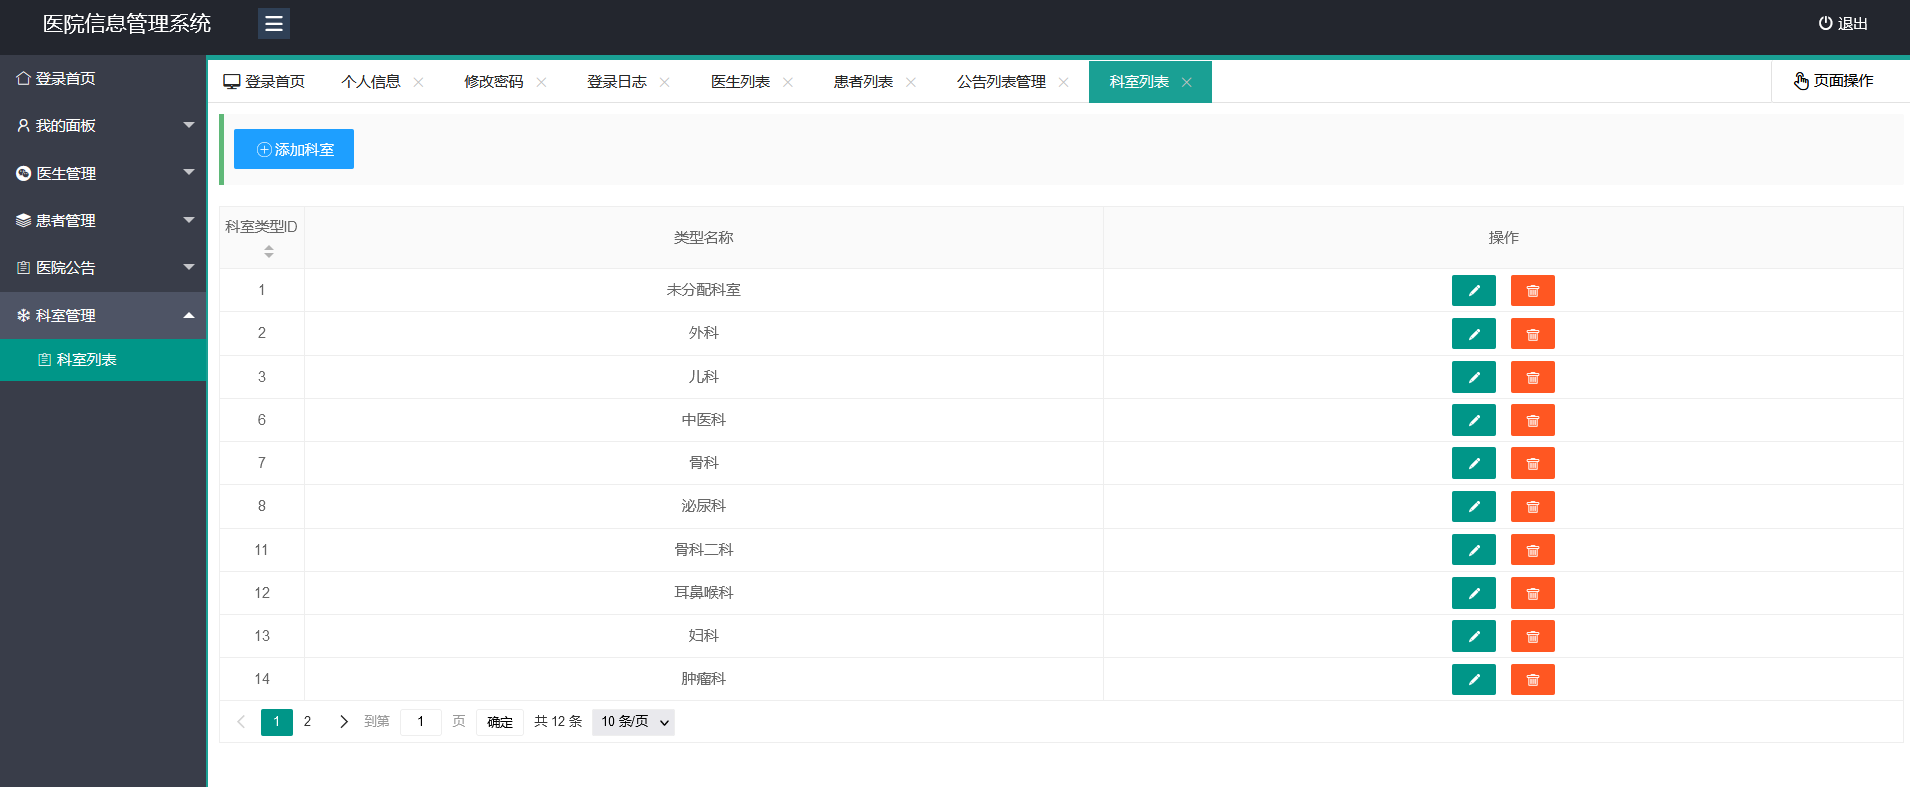 医院信息管理系统
退出
登录首页
我的面板
医生管理
患者管理
医院公告
科室管理
科室列表
登录首页 个人信息 修改密码 登录日志 医生列表 患者列表 公告列表管理 科室列表 页面操作
添加科室
科室类型ID 类型名称 操作
1 未分配科室
2 外科
3 儿科
6 中医科
7 骨科
8 泌尿科
11 骨科二科
12 耳鼻喉科
13 妇科
14 肿瘤科
1 2 到第 1 页 确定 共 12 条 10 条/页